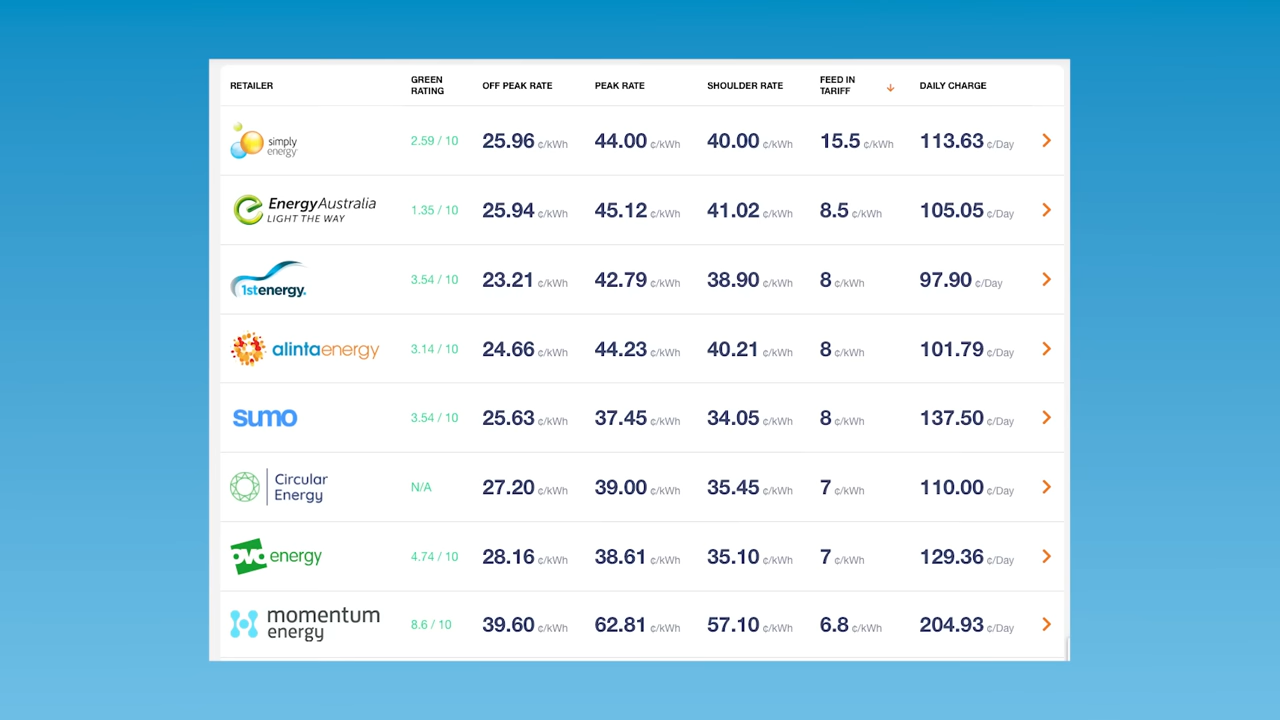 RETAILER GREEN RATING OFF PEAK RATE PEAK RATE SHOULDER RATE FEED IN TARIFF DAILY CHARGE
simply energy 2.59 / 10 25.96 ¢/kWh 44.00 ¢/kWh 40.00 ¢/kWh 15.5 ¢/kWh 113.63 ¢/Day
EnergyAustralia LIGHT THE WAY 1.35 / 10 25.94 ¢/kWh 45.12 ¢/kWh 41.02 ¢/kWh 8.5 ¢/kWh 105.05 ¢/Day
1stenergy. 3.54 / 10 23.21 ¢/kWh 42.79 ¢/kWh 38.90 ¢/kWh 8 ¢/kWh 97.90 ¢/Day
alintaenergy 3.14 / 10 24.66 ¢/kWh 44.23 ¢/kWh 40.21 ¢/kWh 8 ¢/kWh 101.79 ¢/Day
sumo 3.54 / 10 25.63 ¢/kWh 37.45 ¢/kWh 34.05 ¢/kWh 8 ¢/kWh 137.50 ¢/Day
Circular Energy N/A 27.20 ¢/kWh 39.00 ¢/kWh 35.45 ¢/kWh 7 ¢/kWh 110.00 ¢/Day
ovo energy 4.74 / 10 28.16 ¢/kWh 38.61 ¢/kWh 35.10 ¢/kWh 7 ¢/kWh 129.36 ¢/Day
momentum energy 8.6 / 10 39.60 ¢/kWh 62.81 ¢/kWh 57.10 ¢/kWh 6.8 ¢/kWh 204.93 ¢/Day